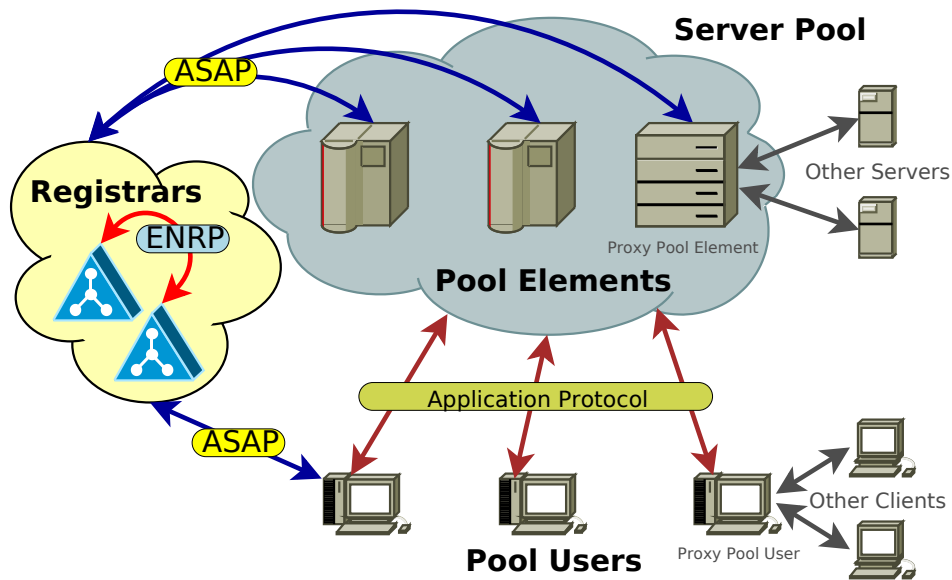 Server Pool
ASAP
Other Servers
Registrars
ENRP
Proxy Pool Element
Pool Elements
Application Protocol
ASAP
Other Clients
Proxy Pool User
Pool Users